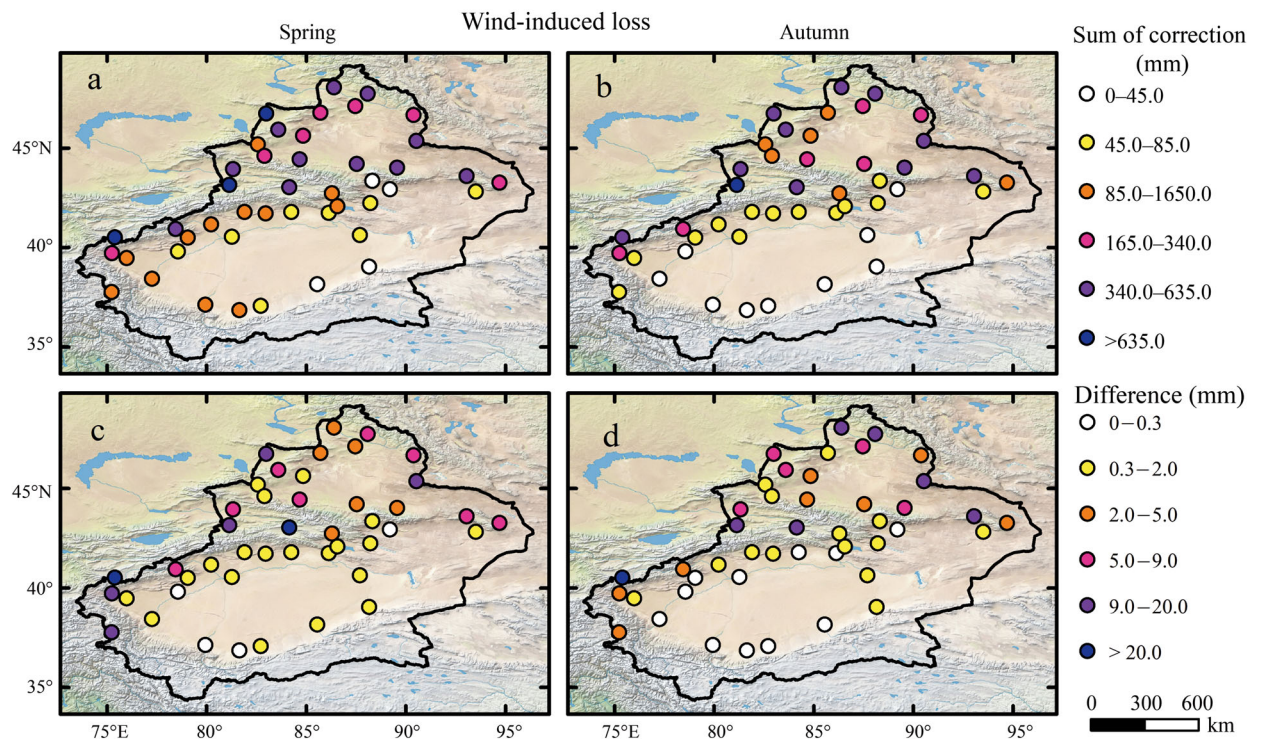 Wind-induced loss
Spring
Autumn
a
b
45°N
40°
35°
c
d
45°N
40°
35°
75°E
80°
85°
90°
95°
75°E
80°
85°
90°
95°
Sum of correction
(mm)
0–45.0
45.0–85.0
85.0–1650.0
165.0–340.0
340.0–635.0
>635.0
Difference (mm)
0–0.3
0.3–2.0
2.0–5.0
5.0–9.0
9.0–20.0
> 20.0
0 300 600
km